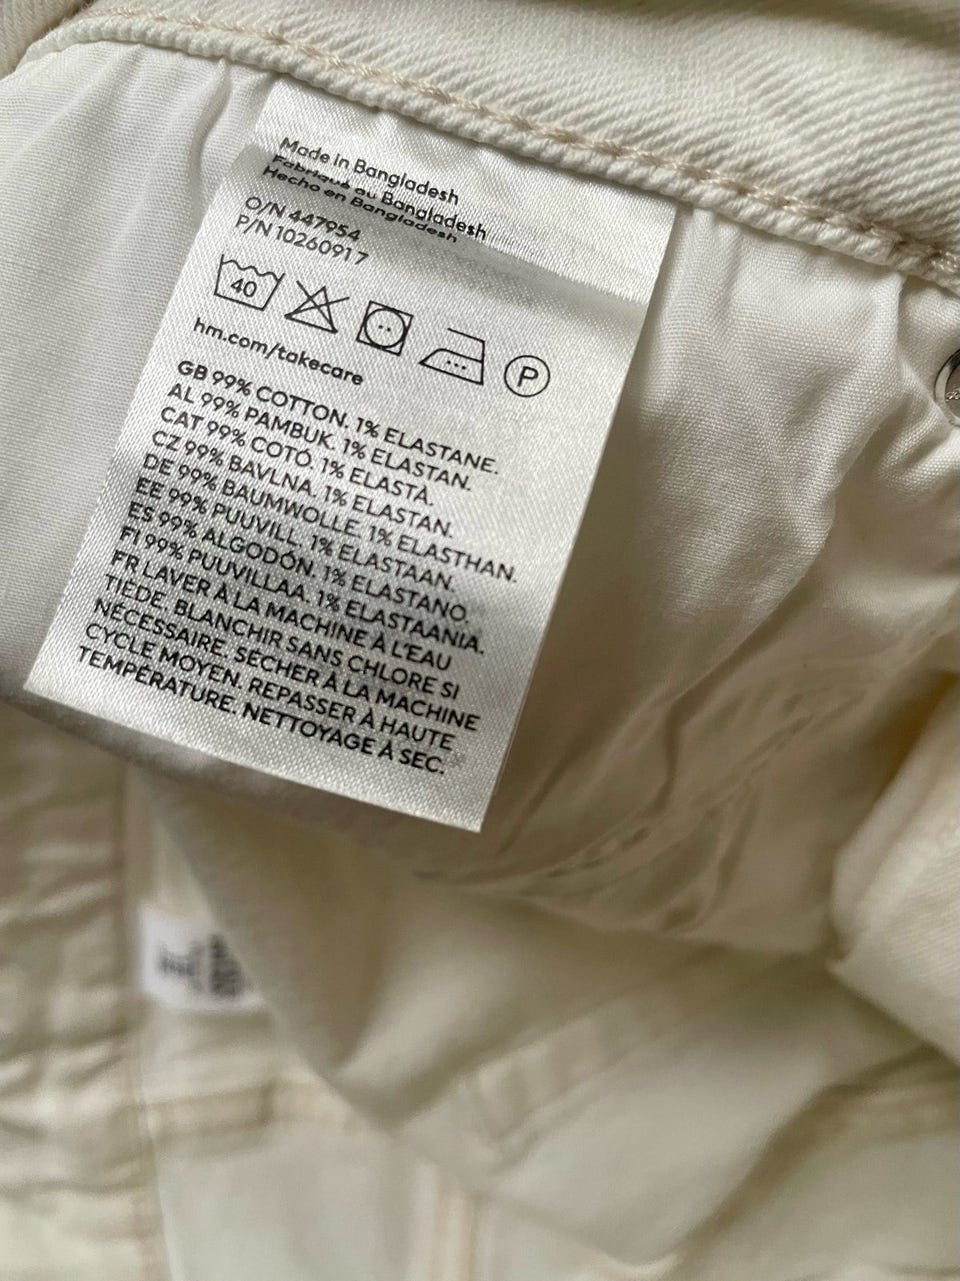 Made in Bangladesh
Fabriqué au Bangladesh
Hecho en Bangladesh
O/N 447954
P/N 10260917
40
P
hm.com/takecare
GB 99% COTTON. 1% ELASTANE.
AL 99% PAMBUK. 1% ELASTAN.
CAT 99% COTÓ. 1% ELASTÀ.
CZ 99% BAVLNA. 1% ELASTAN.
DE 99% BAUMWOLLE. 1% ELASTHAN.
EE 99% PUUVILL. 1% ELASTAAN.
ES 99% ALGODÓN. 1% ELASTANO.
FI 99% PUUVILLAA. 1% ELASTAANIA.
FR LAVER À LA MACHINE À L'EAU
TIÈDE. BLANCHIR SANS CHLORE SI
NÉCESSAIRE. SÉCHER À LA MACHINE
CYCLE MOYEN. REPASSER À HAUTE
TEMPÉRATURE. NETTOYAGE À SEC.